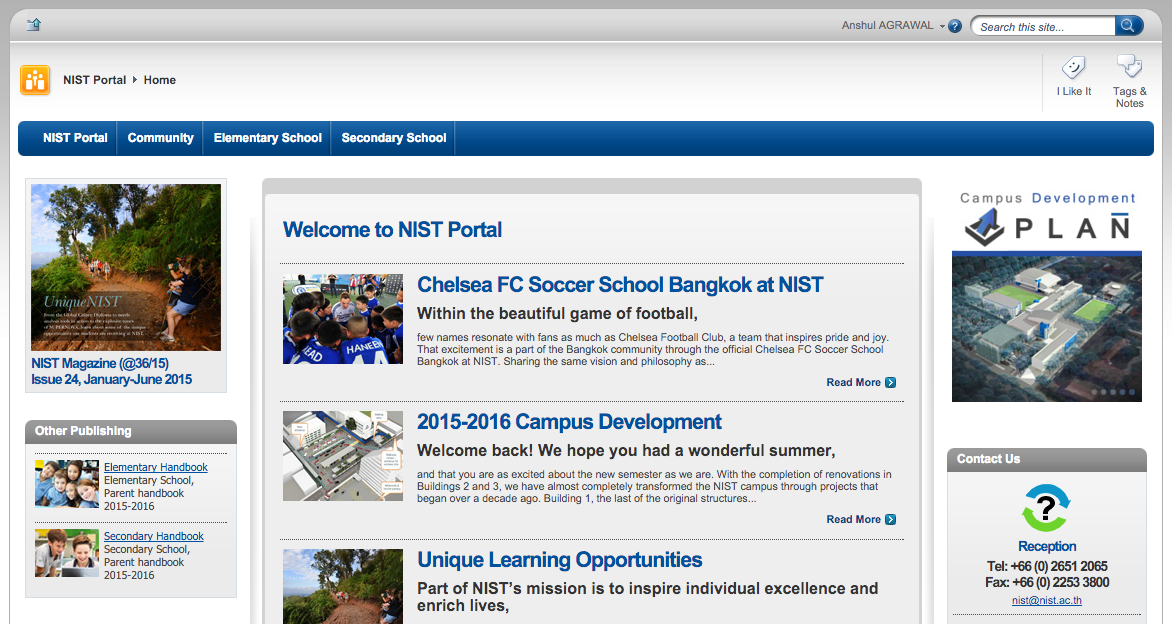 Anshul AGRAWAL
Search this site...
NIST Portal
Home
I Like It
Tags &
Notes
NIST Portal
Community
Elementary School
Secondary School
UniqueNIST
NIST Magazine (@36/15)
Issue 24, January-June 2015
Other Publishing
Elementary Handbook
Elementary School,
Parent handbook
2015-2016
Secondary Handbook
Secondary School,
Parent handbook
2015-2016
Welcome to NIST Portal
Chelsea FC Soccer School Bangkok at NIST
Within the beautiful game of football,
few names resonate with fans as much as Chelsea Football Club, a team that inspires pride and joy.
That excitement is a part of the Bangkok community through the official Chelsea FC Soccer School
Bangkok at NIST. Sharing the same vision and philosophy as...
Read More
2015-2016 Campus Development
Welcome back! We hope you had a wonderful summer,
and that you are as excited about the new semester as we are. With the completion of renovations in
Buildings 2 and 3, we have almost completely transformed the NIST campus through projects that
began over a decade ago. Building 1, the last of the original structures...
Read More
Unique Learning Opportunities
Part of NIST's mission is to inspire individual excellence and
enrich lives,
Campus Development
PLAN
Contact Us
?
Reception
Tel: +66 (0) 2651 2065
Fax: +66 (0) 2253 3800
nist@nist.ac.th